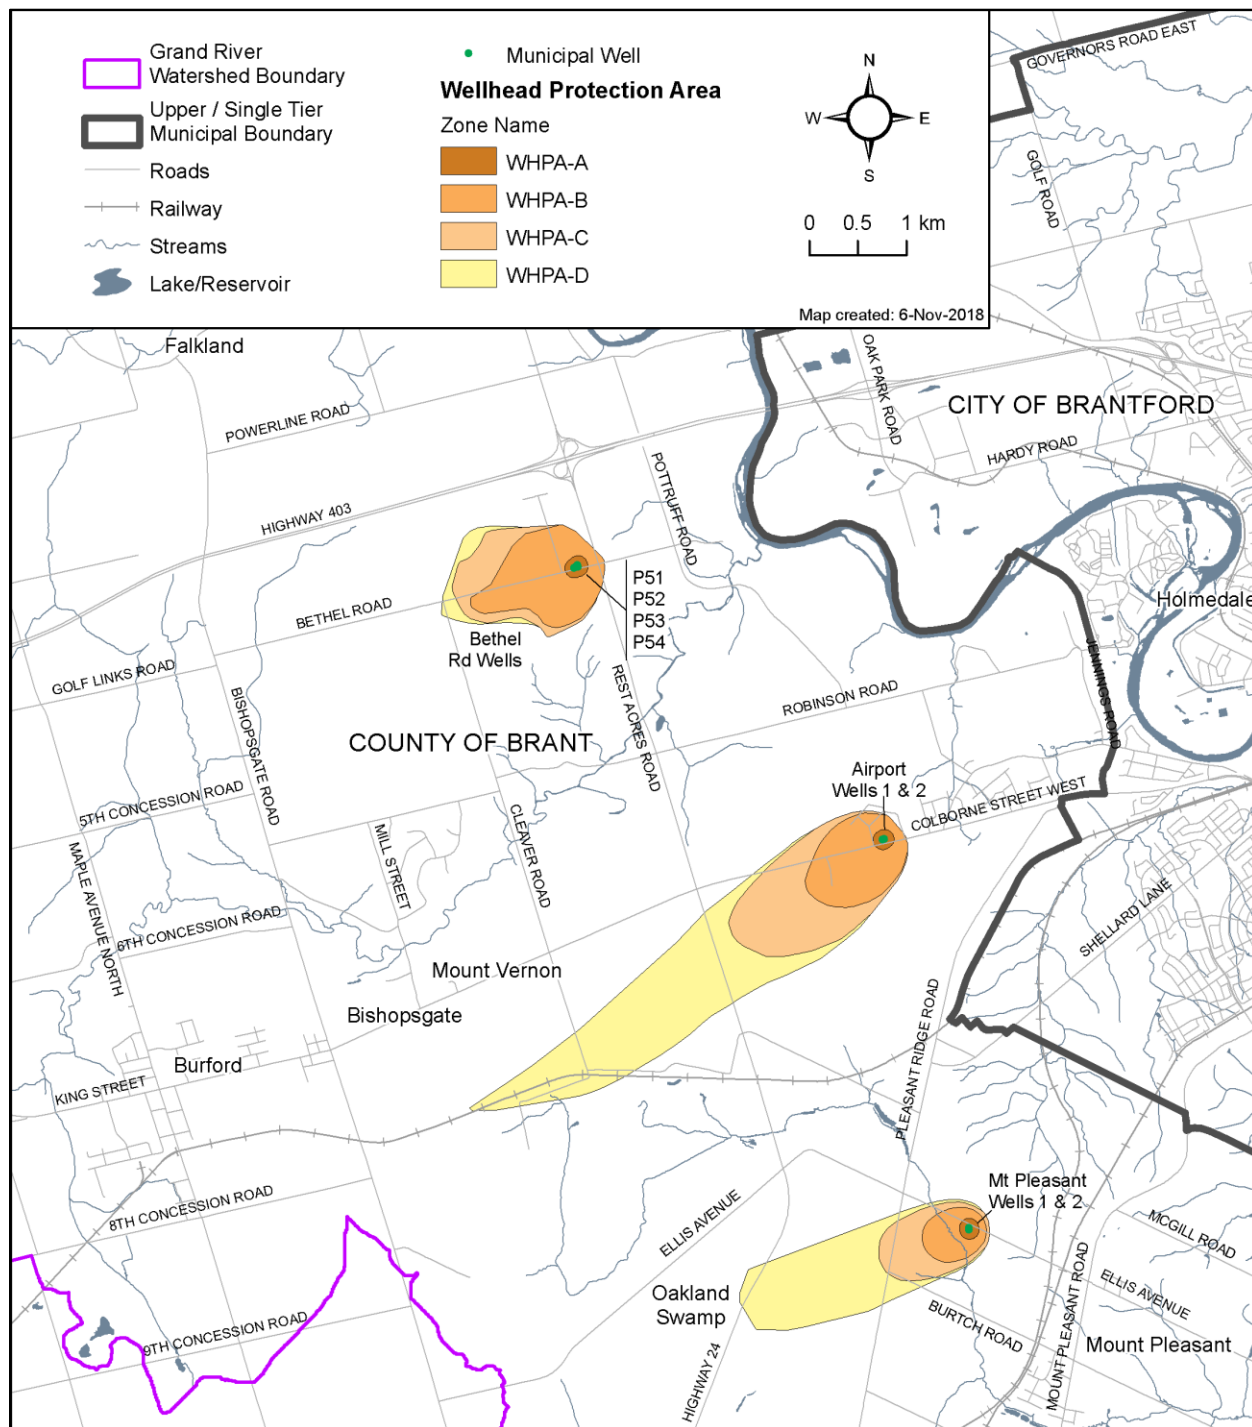 Grand River
Watershed Boundary
Upper / Single Tier
Municipal Boundary
Roads
Railway
Streams
Lake/Reservoir
Municipal Well
Wellhead Protection Area
Zone Name
WHPA-A
WHPA-B
WHPA-C
WHPA-D
N
W
E
S
0 0.5 1 km
Map created: 6-Nov-2018
GOVERNORS ROAD EAST
GOLF ROAD
Falkland
POWERLINE ROAD
OAK PARK ROAD
CITY OF BRANTFORD
HARDY ROAD
HIGHWAY 403
POTTRUFF ROAD
P51
P52
P53
P54
Holmedale
BETHEL ROAD
Bethel
Rd Wells
GOLF LINKS ROAD
BISHOPSGATE ROAD
REST ACRES ROAD
ROBINSON ROAD
JENNINGS ROAD
COUNTY OF BRANT
Airport
Wells 1 & 2
COLBORNE STREET WEST
5TH CONCESSION ROAD
MAPLE AVENUE NORTH
MILL STREET
CLEAVER ROAD
SHELLARD LANE
6TH CONCESSION ROAD
Mount Vernon
Bishopsgate
Burford
KING STREET
PLEASANT RIDGE ROAD
Mt Pleasant
Wells 1 & 2
8TH CONCESSION ROAD
ELLIS AVENUE
MCGILL ROAD
ELLIS AVENUE
Oakland
Swamp
BURTCH ROAD
MOUNT PLEASANT ROAD
Mount Pleasant
9TH CONCESSION ROAD
HIGHWAY 24